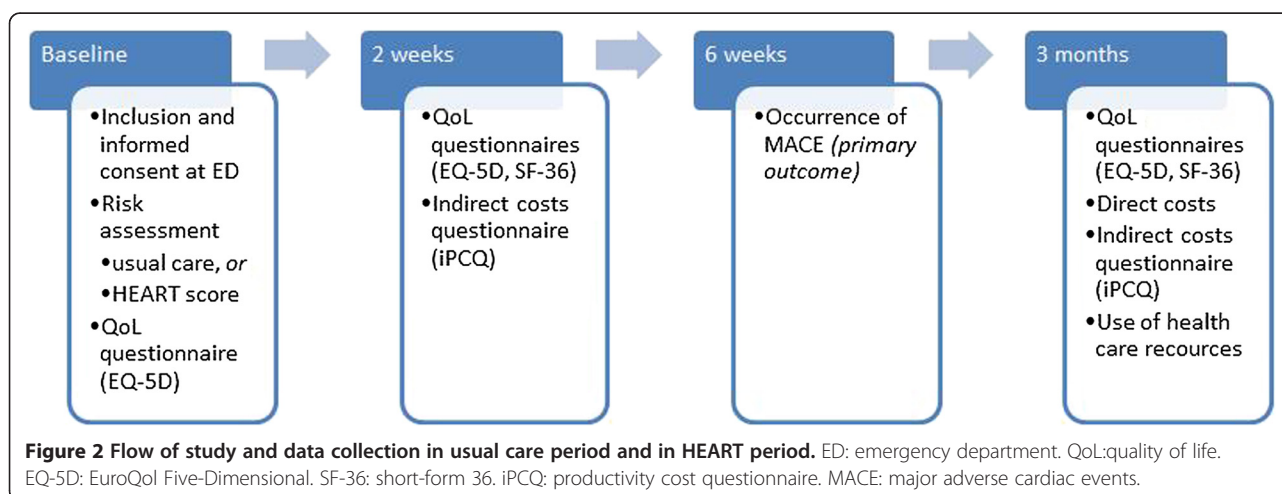 Baseline
•Inclusion and
informed
consent at ED
•Risk
assessment
•usual care, or
•HEART score
•QoL
questionnaire
(EQ-5D)
2 weeks
•QoL
questionnaires
(EQ-5D, SF-36)
•Indirect costs
questionnaire
(iPCQ)
6 weeks
•Occurrence of
MACE (primary
outcome)
3 months
•QoL
questionnaires
(EQ-5D, SF-36)
•Direct costs
•Indirect costs
questionnaire
(iPCQ)
•Use of health
care recources
Figure 2 Flow of study and data collection in usual care period and in HEART period. ED: emergency department. QoL:quality of life.
EQ-5D: EuroQol Five-Dimensional. SF-36: short-form 36. iPCQ: productivity cost questionnaire. MACE: major adverse cardiac events.